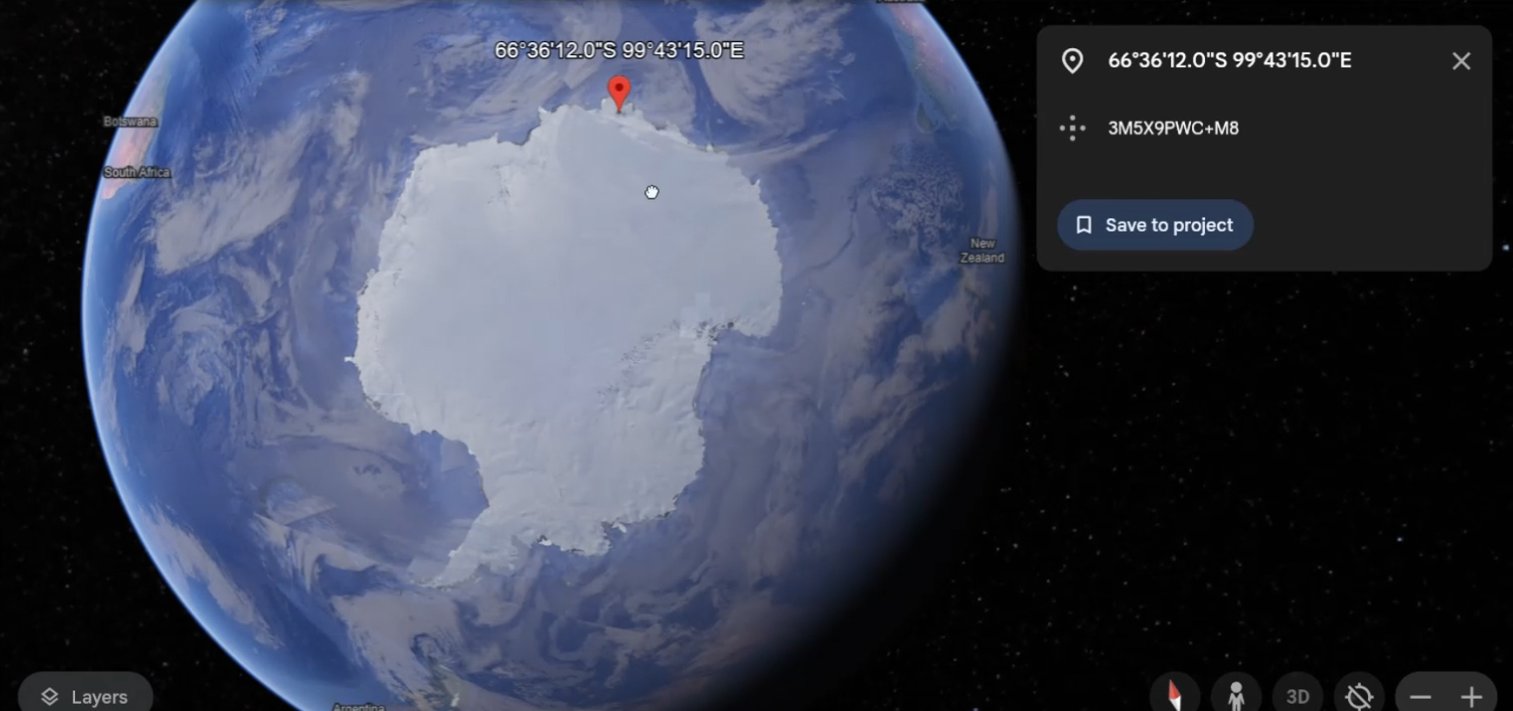 66°36'12.0"S 99°43'15.0"E
66°36'12.0"S 99°43'15.0"E
3M5X9PWC+M8
Save to project
Botswana
South Africa
New
Zealand
Layers
Argentina
3D